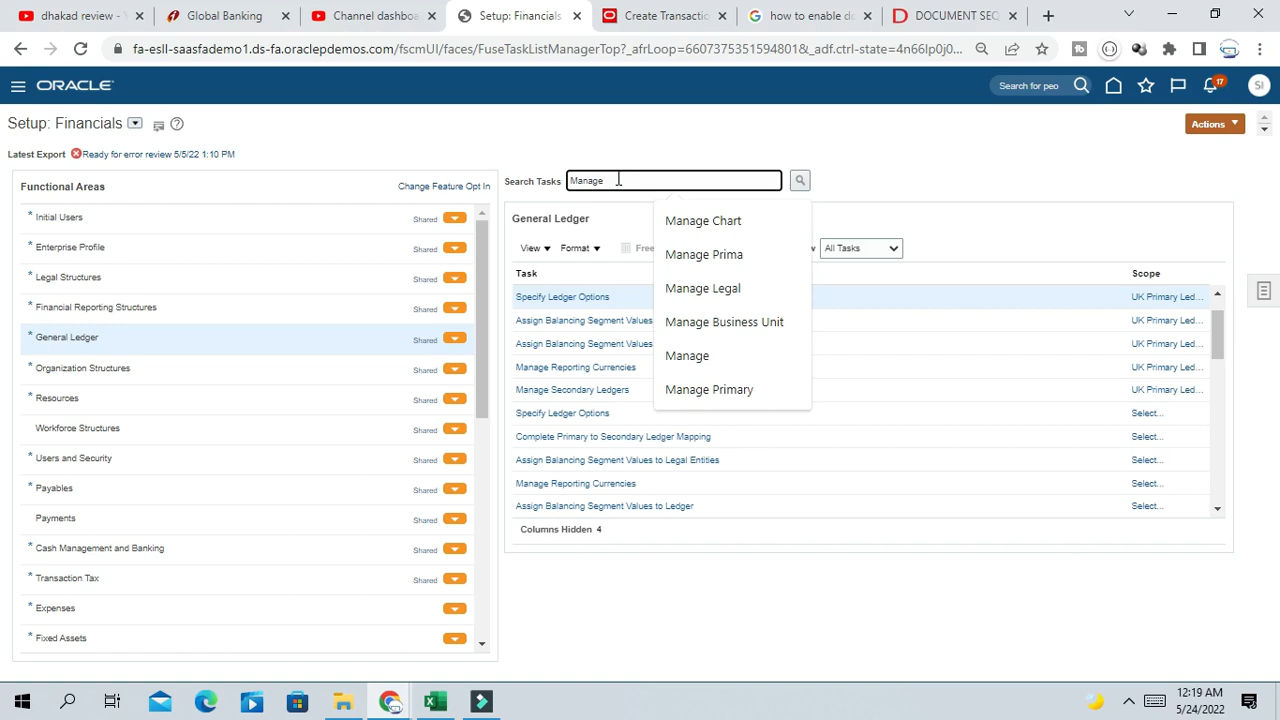 dhakad review - Y
Global Banking
Channel dashboa
Setup: Financials
Create Transactio
how to enable do
DOCUMENT SEQ
fa-esll-saasfademo1.ds-fa.oraclepdemos.com/fscmUI/faces/FuseTaskListManagerTop?_afrLoop=6607375351594801&_adf.ctrl-state=4n66lp0j0...
ORACLE
Search for peo
17
SI
Setup: Financials
Actions
Latest Export Ready for error review 5/5/22 1:10 PM
Functional Areas
Change Feature Opt In
* Initial Users Shared
* Enterprise Profile Shared
* Legal Structures Shared
* Financial Reporting Structures Shared
* General Ledger Shared
* Organization Structures Shared
* Resources Shared
Workforce Structures Shared
* Users and Security Shared
* Payables Shared
Payments Shared
* Cash Management and Banking Shared
* Transaction Tax Shared
* Expenses
* Fixed Assets
Search Tasks Manage
Manage Chart
Manage Prima
Manage Legal
Manage Business Unit
Manage
Manage Primary
General Ledger
View Format Free All Tasks
Task Scope
Specify Ledger Options UK Primary Led...
Assign Balancing Segment Values UK Primary Led...
Assign Balancing Segment Values UK Primary Led...
Manage Reporting Currencies UK Primary Led...
Manage Secondary Ledgers UK Primary Led...
Specify Ledger Options Select...
Complete Primary to Secondary Ledger Mapping Select...
Assign Balancing Segment Values to Legal Entities Select...
Manage Reporting Currencies Select...
Assign Balancing Segment Values to Ledger Select...
Columns Hidden 4
12:19 AM
5/24/2022